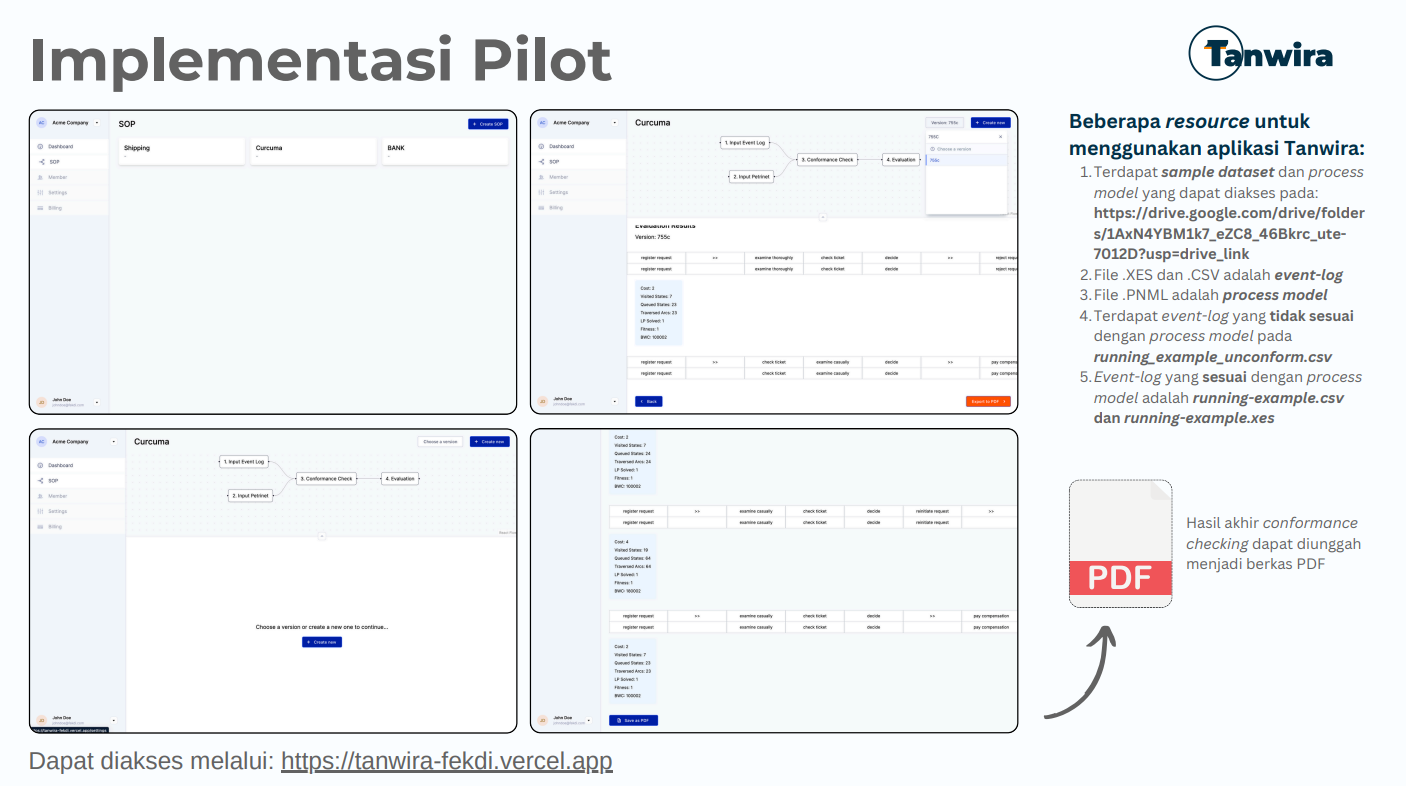 Implementasi Pilot
Tanwira
AC Acme Company
Dashboard
SOP
Member
Settings
Billing
John Doe
SOP
+ Create SOP
Shipping
-
Curcuma
-
BANK
-
AC Acme Company
Dashboard
SOP
Member
Settings
Billing
John Doe
Curcuma
Version: 755c
+ Create new
1. Input Event Log
2. Input Petrinet
3. Conformance Check
4. Evaluation
755C
Choose a version
Evaluation Results
Version: 755c
register request >> examine thoroughly check ticket decide >> reject requ
register request examine thoroughly check ticket decide reject requ
Cost: 2
Visited States: 7
Queued States: 23
Traversed Arcs: 23
LP Solved: 1
Fitness: 1
BWC: 100002
register request >> check ticket examine casually decide >> pay compens
register request check ticket examine casually decide pay compens
Back
Export to PDF
AC Acme Company
Dashboard
SOP
Member
Settings
Billing
John Doe
Curcuma
Choose a version
+ Create new
1. Input Event Log
2. Input Petrinet
3. Conformance Check
4. Evaluation
Choose a version or create a new one to continue...
+ Create new
Cost: 2
Visited States: 7
Queued States: 24
Traversed Arcs: 24
LP Solved: 1
Fitness: 1
BWC: 100002
register request >> examine casually check ticket decide reinitiate request >>
register request examine casually check ticket decide reinitiate request
Cost: 4
Visited States: 19
Queued States: 64
Traversed Arcs: 64
LP Solved: 1
Fitness: 1
BWC: 160002
register request >> examine casually check ticket decide >> pay compensation
register request examine casually check ticket decide pay compensation
Cost: 2
Visited States: 7
Queued States: 23
Traversed Arcs: 23
LP Solved: 1
Fitness: 1
BWC: 100002
Save as PDF
John Doe
Beberapa resource untuk
menggunakan aplikasi Tanwira:
1. Terdapat sample dataset dan process
model yang dapat diakses pada:
https://drive.google.com/drive/folder
s/1AxN4YBM1k7_eZC8_46Bkrc_ute-
7012D?usp=drive_link
2. File .XES dan .CSV adalah event-log
3. File .PNML adalah process model
4. Terdapat event-log yang tidak sesuai
dengan process model pada
running_example_unconform.csv
5. Event-log yang sesuai dengan process
model adalah running-example.csv
dan running-example.xes
PDF
Hasil akhir conformance
checking dapat diunggah
menjadi berkas PDF
Dapat diakses melalui: https://tanwira-fekdi.vercel.app